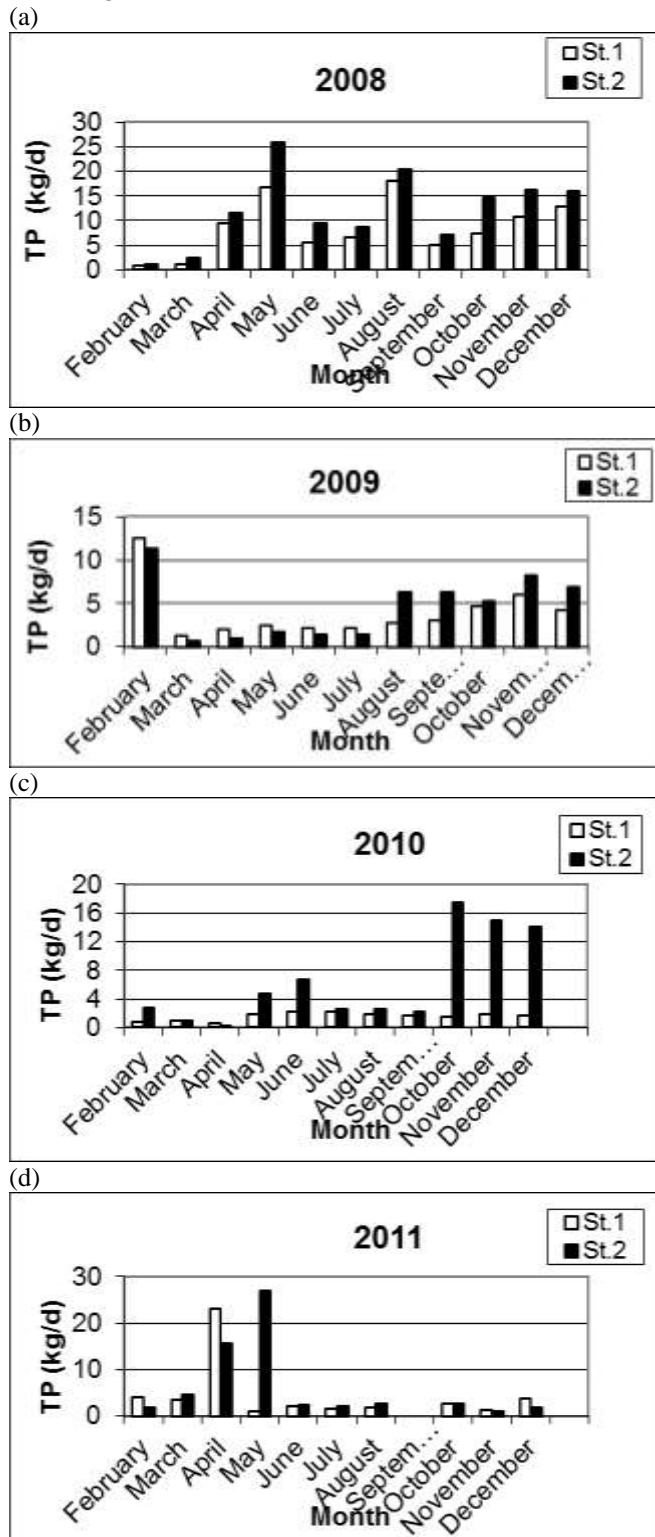 (a)
St.1
St.2
2008
TP (kg/d)
30
25
20
15
10
5
0
February
March
April
May
June
July
August
September
October
November
December
Month
(b)
St.1
St.2
2009
TP (kg/d)
15
10
5
0
February
March
April
May
June
July
August
Septe...
October
Novem...
Decem...
Month
(c)
St.1
St.2
2010
TP (kg/d)
20
16
12
8
4
0
February
March
April
May
June
July
August
Septem...
October
November
December
Month
(d)
St.1
St.2
2011
TP (kg/d)
30
20
10
0
February
March
April
May
June
July
August
Septem...
October
November
December
Month